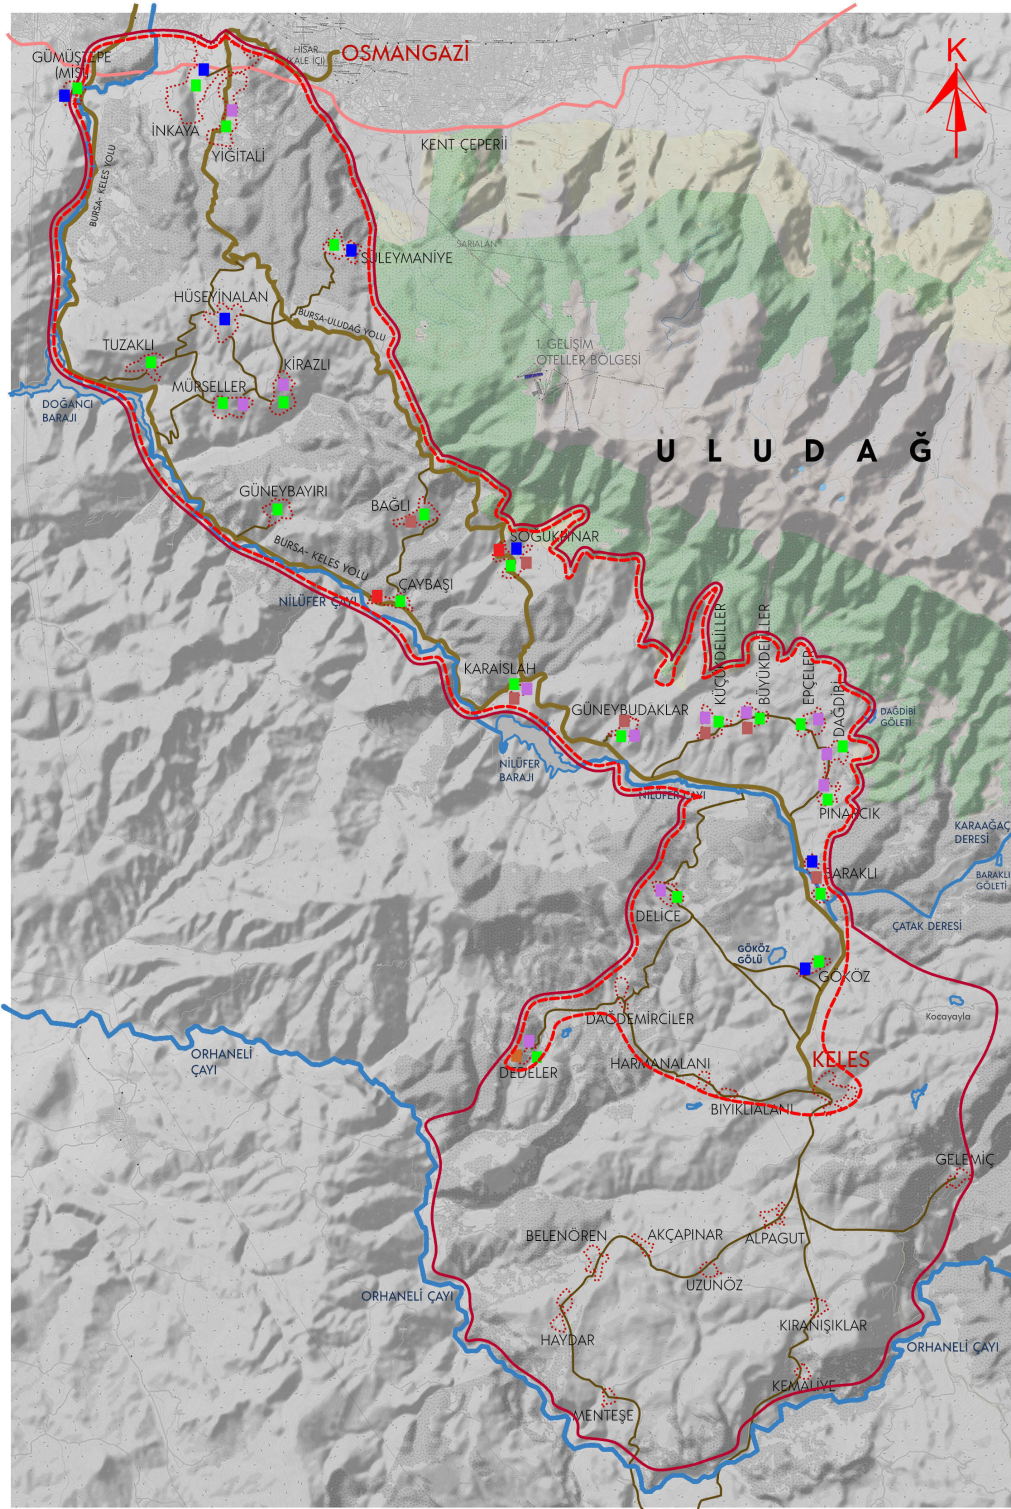 K
OSMANGAZİ
HİSAR
(KALE İÇİ)
GÜMÜŞTEPE
(MİSİ)
İNKAYA
YİĞİTALİ
KENT ÇEPERİİ
BURSA- KELES YOLU
SARIALAN
SÜLEYMANİYE
HÜSEYİNALAN
BURSA-ULUDAĞ YOLU
TUZAKLI
KİRAZLI
MÜRSELLER
1. GELİŞİM
OTELLER BÖLGESİ
DOĞANCI
BARAJI
ULUDAĞ
GÜNEYBAYIRI
BAĞLI
SOĞUKPINAR
BURSA- KELES YOLU
ÇAYBAŞI
NİLÜFER ÇAYI
KARAİSLAH
KÜÇÜKDELİLLER
BÜYÜKDELİLLER
EPÇELER
DAĞDİBİ
GÜNEYBUDAKLAR
DAĞDİBİ
GÖLETİ
NİLÜFER
BARAJI
NİLÜFER ÇAYI
PINARCIK
KARAAĞAÇ
DERESİ
BARAKLI
BARAKLI
GÖLETİ
DELİCE
ÇATAK DERESİ
GÖKÖZ
GÖLÜ
GÖKÖZ
DAĞDEMİRCİLER
Kocayayla
ORHANELİ
ÇAYI
DEDELER
HARMANALANI
KELES
BIYIKLIALANI
GELEMİÇ
BELENÖREN
AKÇAPINAR
ALPAGUT
UZUNÖZ
ORHANELİ ÇAYI
HAYDAR
KIRANIŞIKLAR
ORHANELİ ÇAYI
KEMALİYE
MENTEŞE